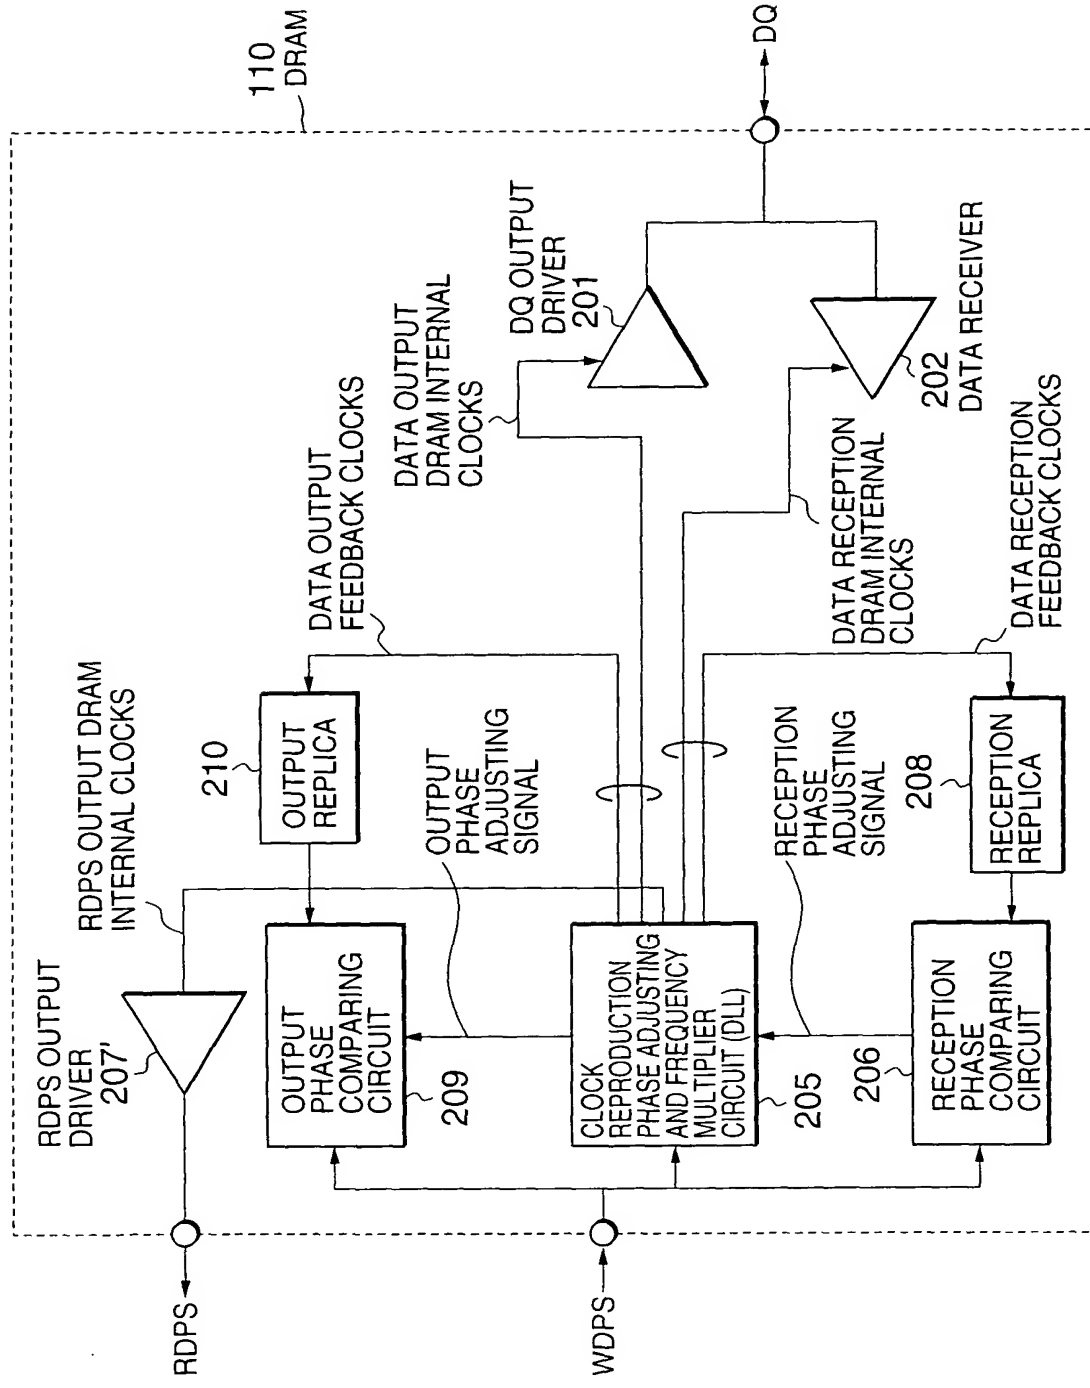 110
DRAM
DQ
DQ OUTPUT
DRIVER
201
202
DATA RECEIVER
DATA OUTPUT
DRAM INTERNAL
CLOCKS
DATA OUTPUT
FEEDBACK CLOCKS
DATA RECEPTION
DRAM INTERNAL
CLOCKS
DATA RECEPTION
FEEDBACK CLOCKS
RDPS OUTPUT DRAM
INTERNAL CLOCKS
210
OUTPUT
REPLICA
OUTPUT
PHASE
ADJUSTING
SIGNAL
RECEPTION
PHASE
ADJUSTING
SIGNAL
208
RECEPTION
REPLICA
RDPS OUTPUT
DRIVER
207'
OUTPUT
PHASE
COMPARING
CIRCUIT
209
CLOCK
REPRODUCTION
PHASE ADJUSTING
AND FREQUENCY
MULTIPLIER
CIRCUIT (DLL)
205
206
RECEPTION
PHASE
COMPARING
CIRCUIT
RDPS
WDPS